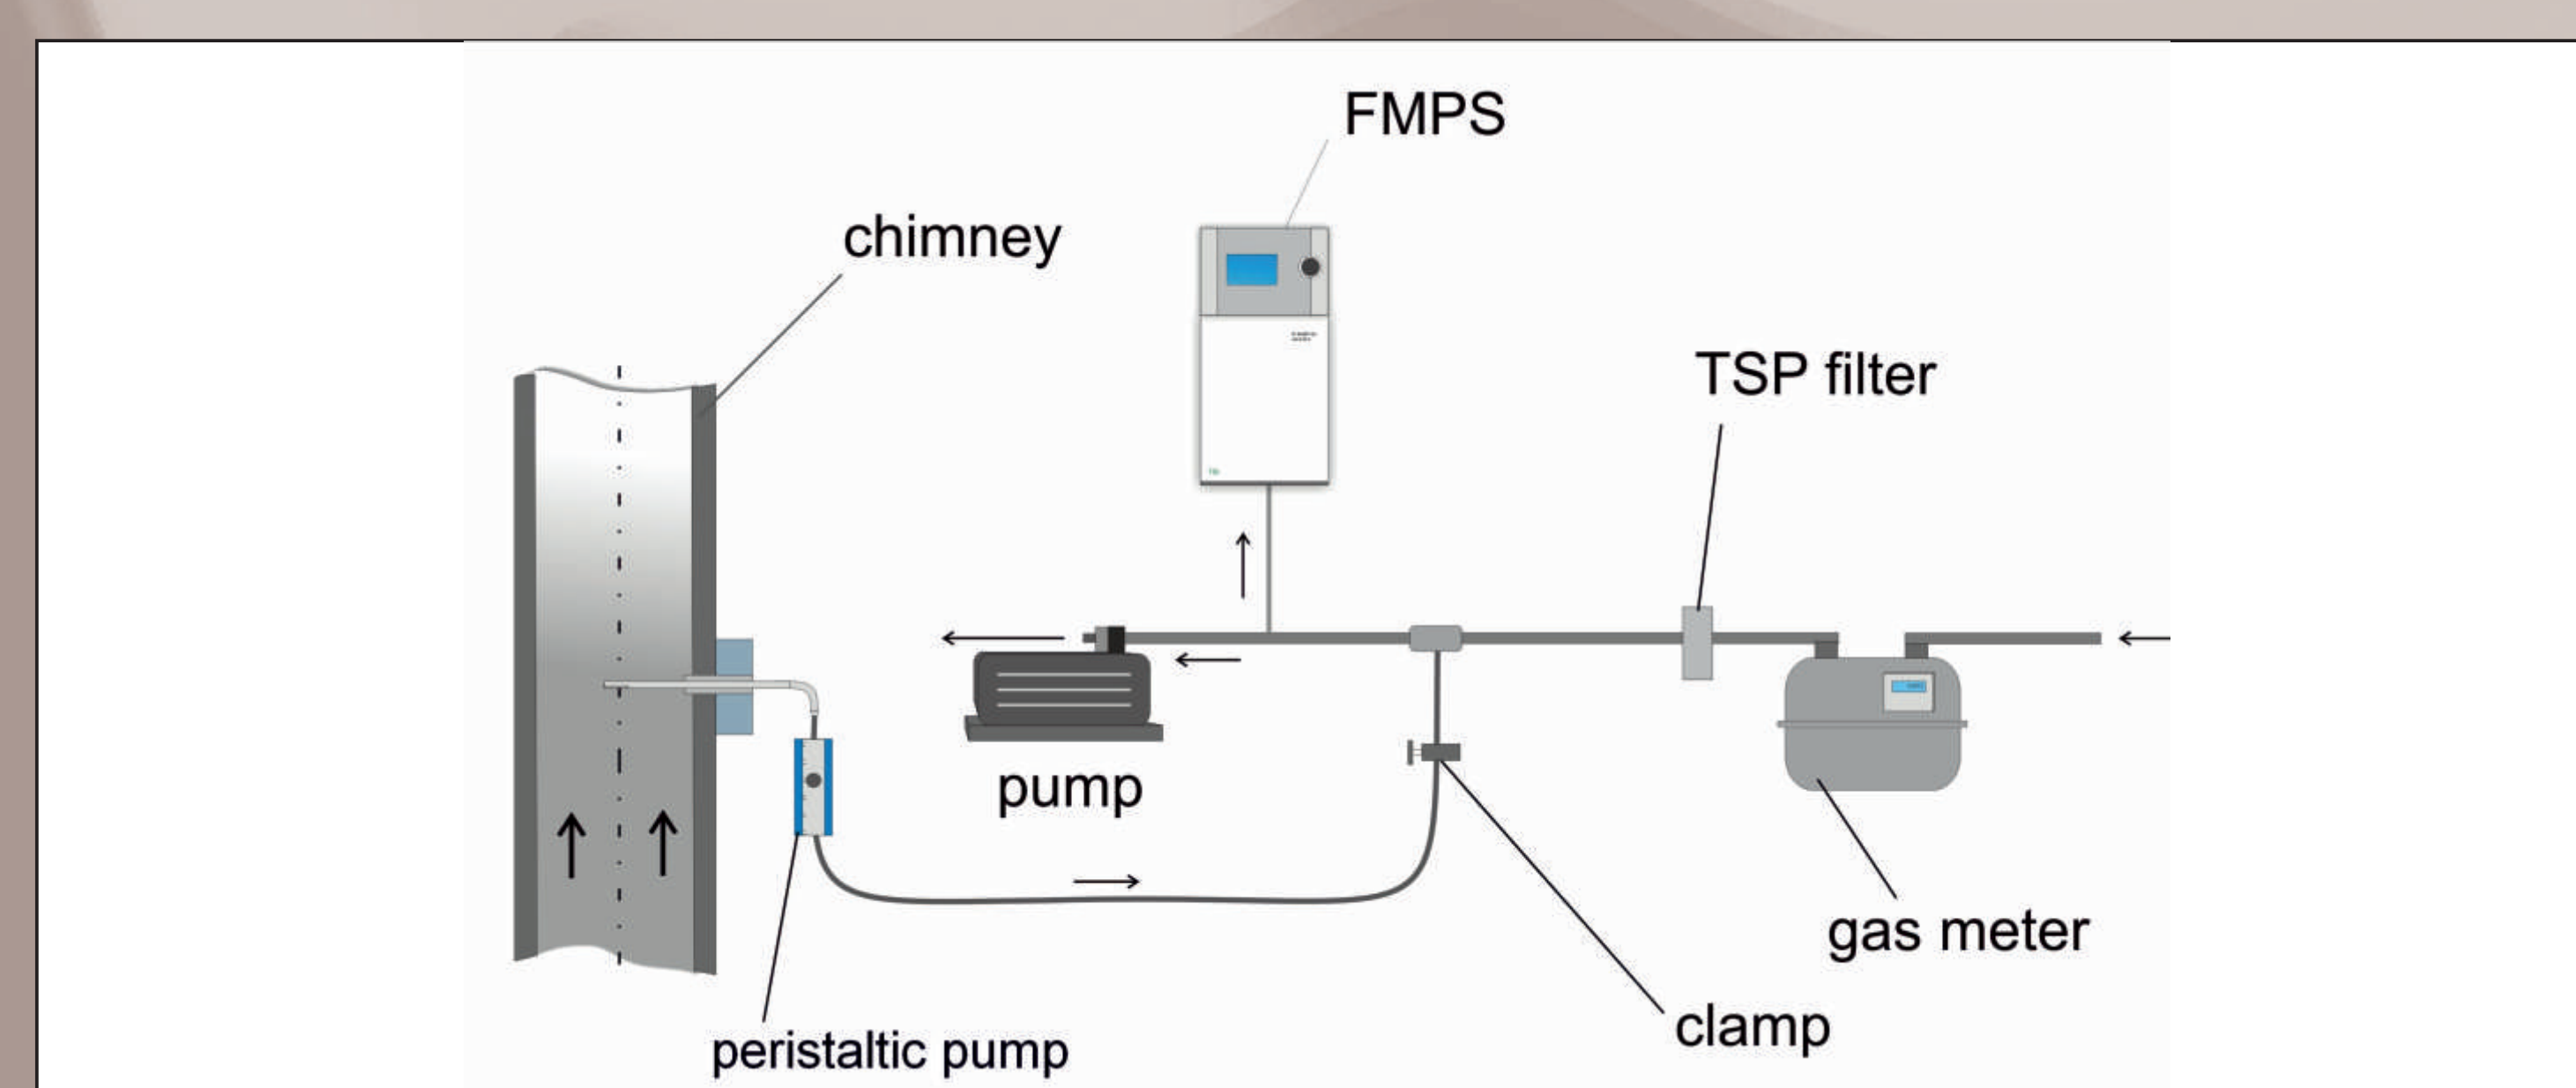 FMPS
chimney
TSP filter
pump
gas meter
clamp
peristaltic pump